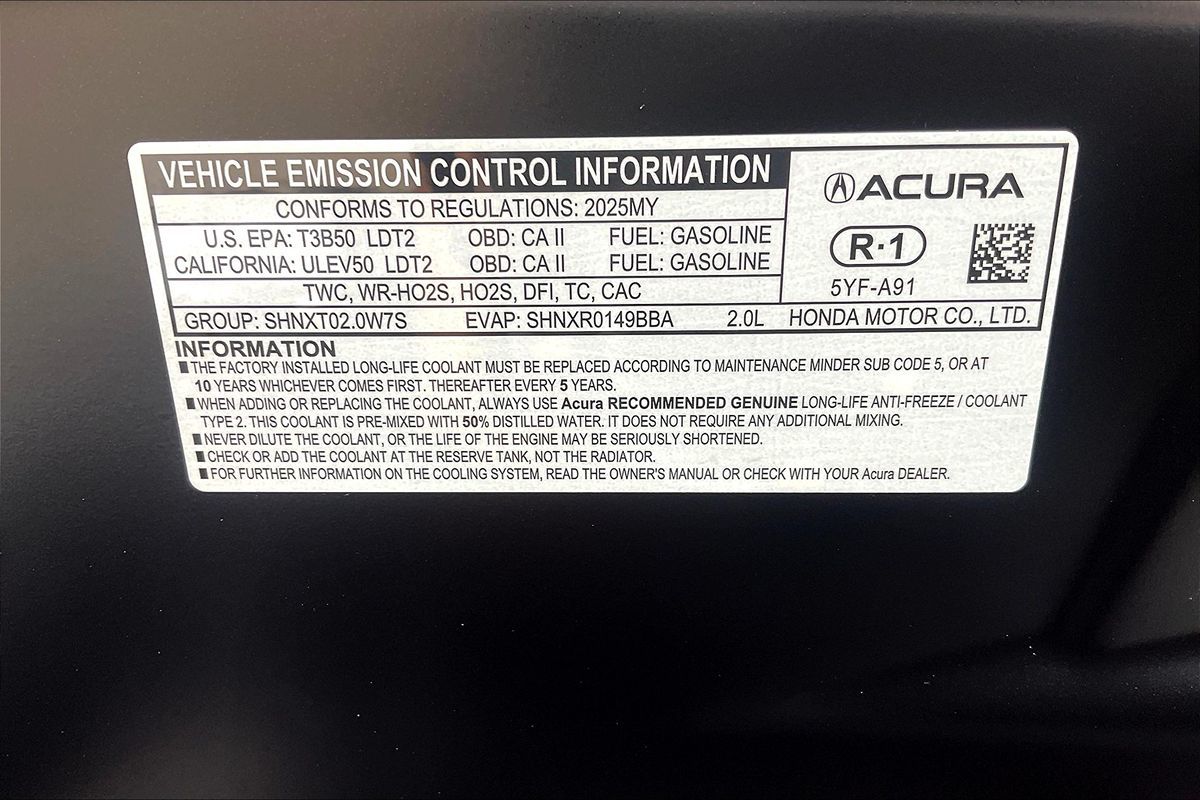 VEHICLE EMISSION CONTROL INFORMATION
CONFORMS TO REGULATIONS: 2025MY
U.S. EPA: T3B50 LDT2 OBD: CA II FUEL: GASOLINE
CALIFORNIA: ULEV50 LDT2 OBD: CA II FUEL: GASOLINE
TWC, WR-HO2S, HO2S, DFI, TC, CAC
ACURA
R·1
5YF-A91
GROUP: SHNXT02.0W7S EVAP: SHNXR0149BBA 2.0L HONDA MOTOR CO., LTD.
INFORMATION
THE FACTORY INSTALLED LONG-LIFE COOLANT MUST BE REPLACED ACCORDING TO MAINTENANCE MINDER SUB CODE 5, OR AT
10 YEARS WHICHEVER COMES FIRST. THEREAFTER EVERY 5 YEARS.
WHEN ADDING OR REPLACING THE COOLANT, ALWAYS USE Acura RECOMMENDED GENUINE LONG-LIFE ANTI-FREEZE / COOLANT
TYPE 2. THIS COOLANT IS PRE-MIXED WITH 50% DISTILLED WATER. IT DOES NOT REQUIRE ANY ADDITIONAL MIXING.
NEVER DILUTE THE COOLANT, OR THE LIFE OF THE ENGINE MAY BE SERIOUSLY SHORTENED.
CHECK OR ADD THE COOLANT AT THE RESERVE TANK, NOT THE RADIATOR.
FOR FURTHER INFORMATION ON THE COOLING SYSTEM, READ THE OWNER'S MANUAL OR CHECK WITH YOUR Acura DEALER.